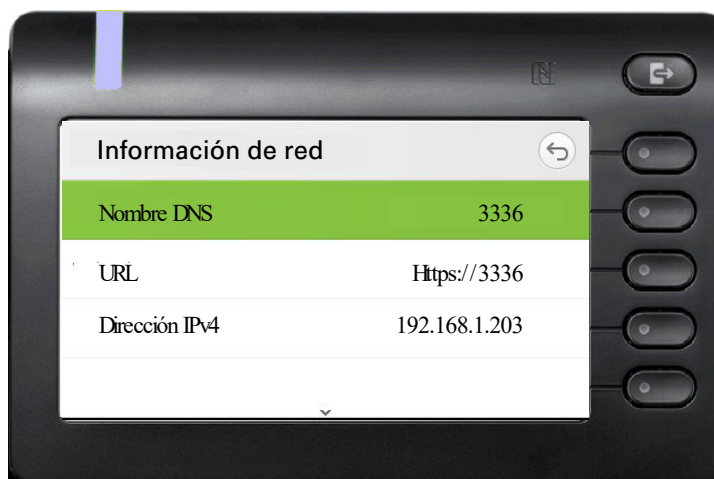 Información de red
Nombre DNS 3336
URL Https://3336
Dirección IPv4 192.168.1.203